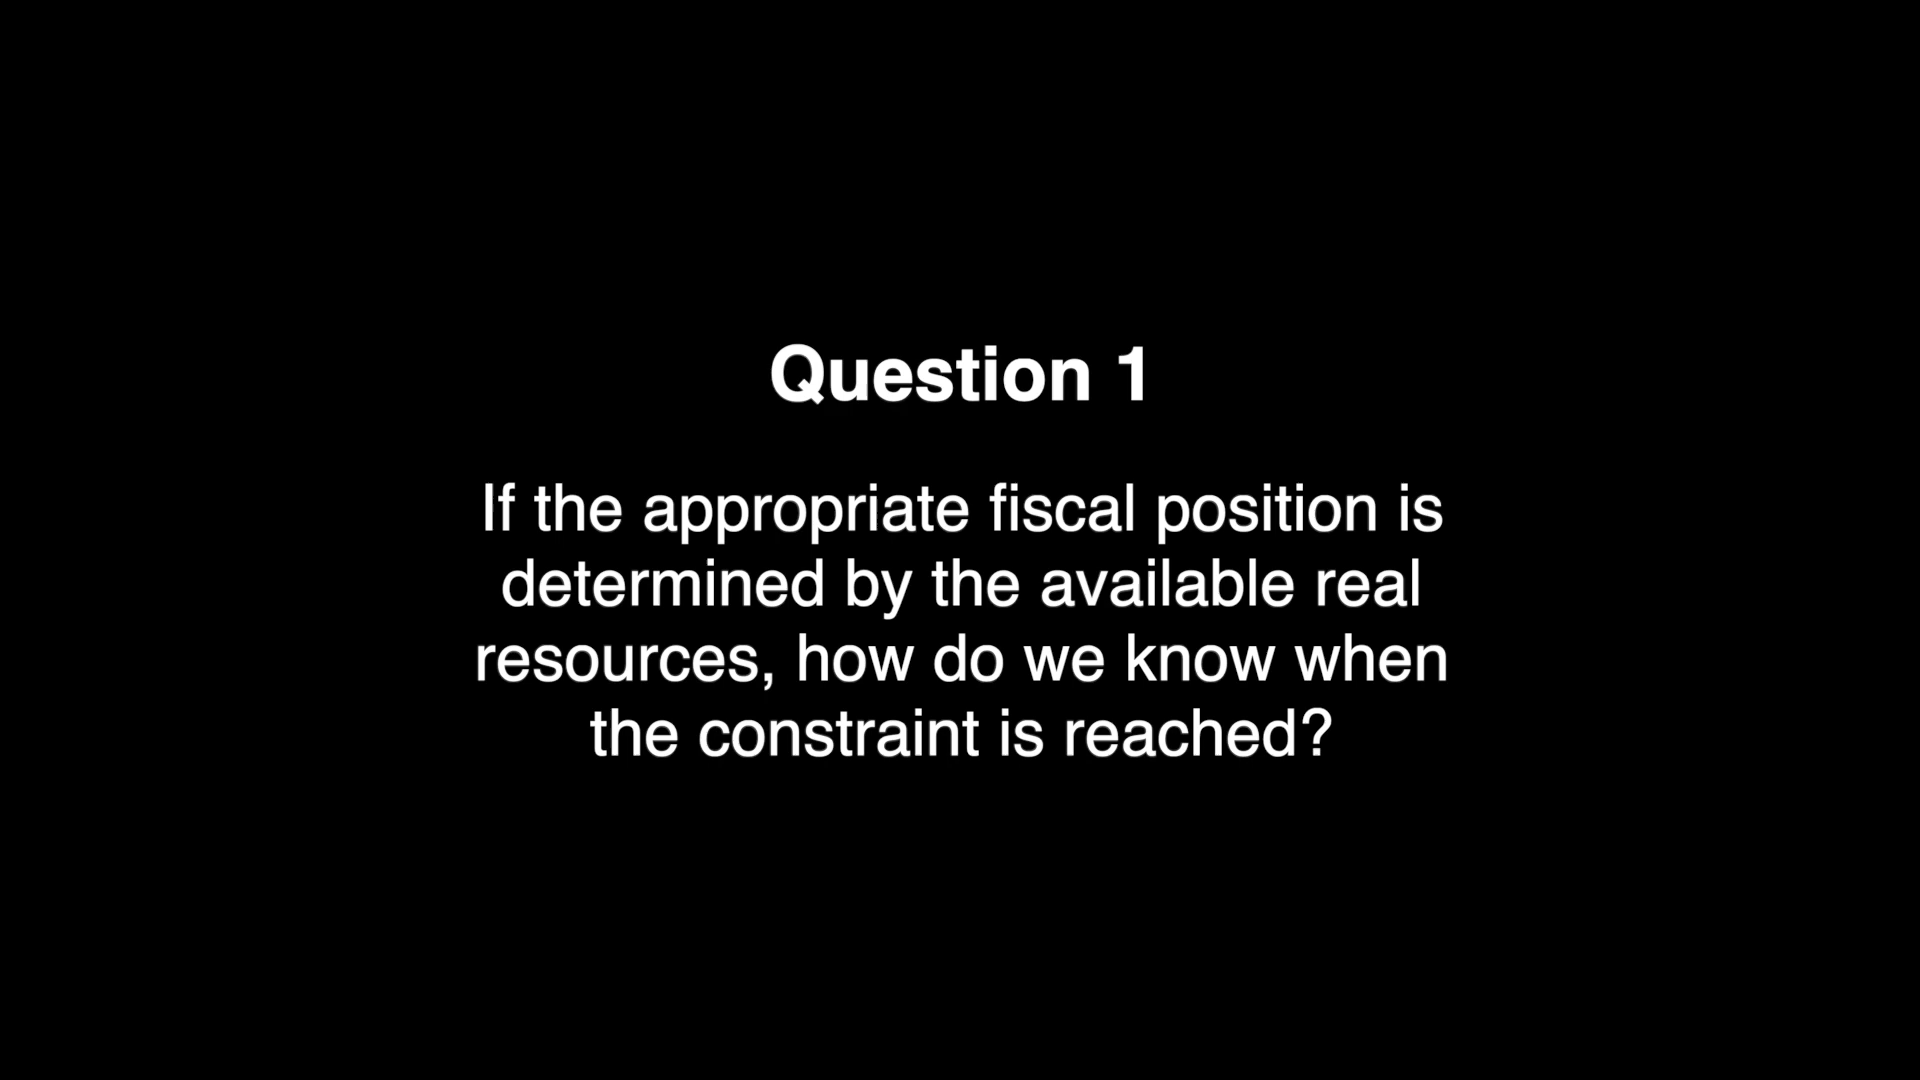 Question 1
If the appropriate fiscal position is
determined by the available real
resources, how do we know when
the constraint is reached?